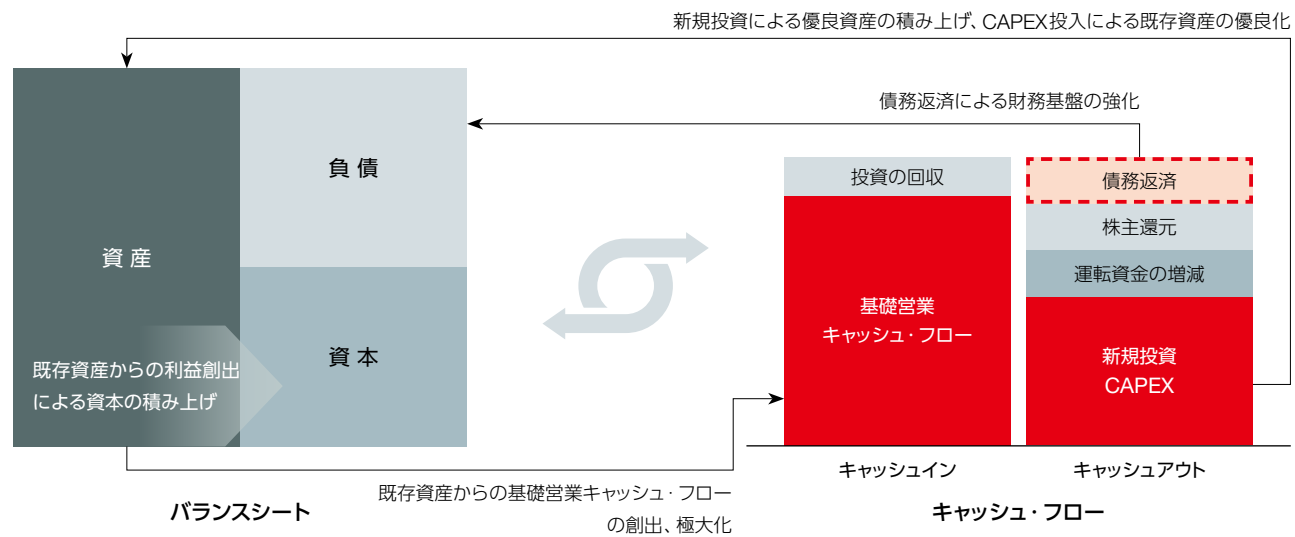 新規投資による優良資産の積み上げ、CAPEX投入による既存資産の優良化
債務返済による財務基盤の強化
負債
資産
資本
既存資産からの利益創出
による資本の積み上げ
投資の回収
基礎営業
キャッシュ・フロー
債務返済
株主還元
運転資金の増減
新規投資
CAPEX
キャッシュイン
キャッシュアウト
既存資産からの基礎営業キャッシュ・フロー
の創出、極大化
バランスシート
キャッシュ・フロー